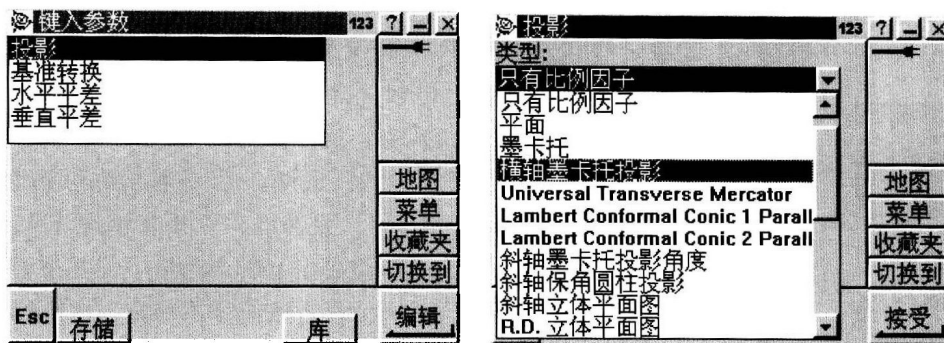 键入参数
123
?
投影
基准转换
水平平差
垂直平差
地图
菜单
收藏夹
切换到
Esc
存储
库
编辑
投影
123
?
类型:
只有比例因子
只有比例因子
平面
墨卡托
横轴墨卡托投影
Universal Transverse Mercator
Lambert Conformal Conic 1 Parall
Lambert Conformal Conic 2 Parall
斜轴墨卡托投影角度
斜轴保角圆柱投影
斜轴立体平面图
R.D. 立体平面图
地图
菜单
收藏夹
切换到
接受